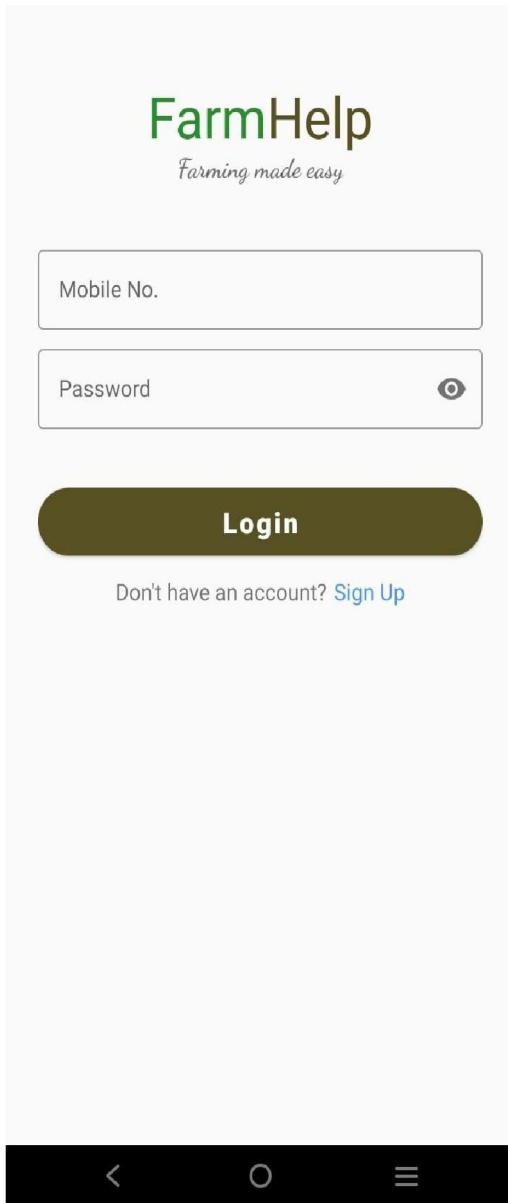 FarmHelp
Farming made easy
Mobile No.
Password
Login
Don't have an account? Sign Up